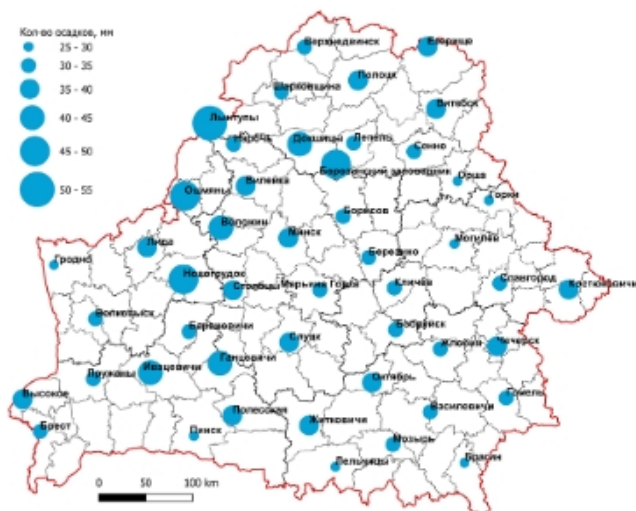 Кол-во осадков, мм
25 - 30
30 - 35
35 - 40
40 - 45
45 - 50
50 - 55
Верхнедвинск
Езерище
Полоцк
Шарковщина
Витебск
Лынтупы
Нарочь
Докшицы
Лепель
Сенно
Березинский заповедник
Орша
Вилейка
Горки
Ошмяны
Борисов
Воложин
Минск
Могилев
Лида
Березино
Гродно
Новогрудок
Столбцы
Марьина Горка
Кличев
Славгород
Костюковичи
Волковыск
Барановичи
Бобруйск
Слуцк
Жлобин
Чечерск
Ганцевичи
Ивацевичи
Пружаны
Октябрь
Высокое
Гомель
Полесская
Василевичи
Житковичи
Брест
Пинск
Мозырь
Лельчицы
Брагин
0 50 100 km